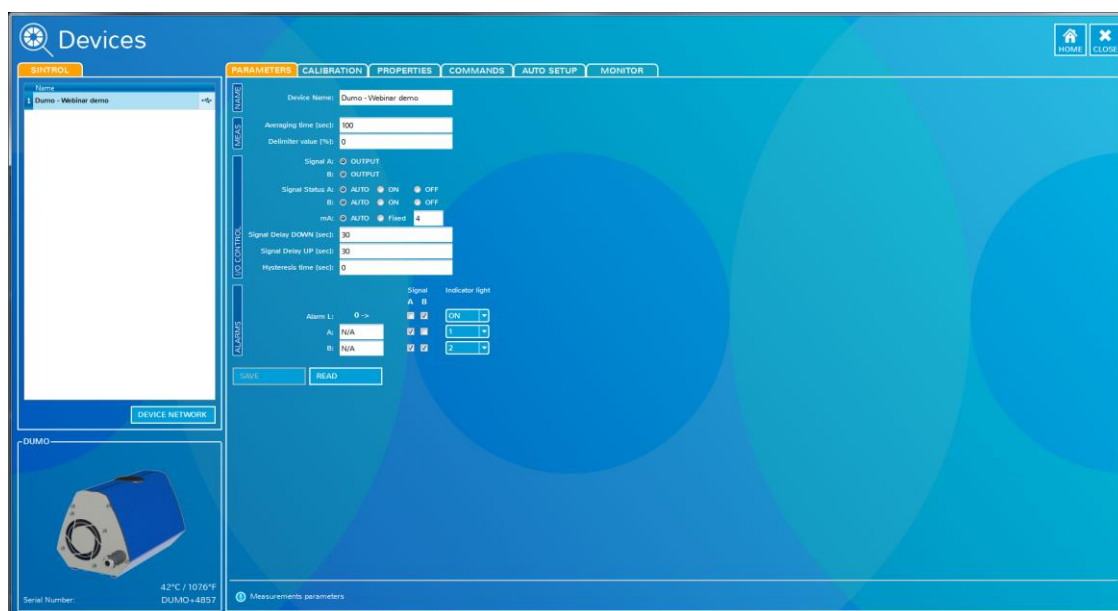 Devices
HOME
CLOSE
SINTROL
Name
1 Dumo - Webinar demo
DEVICE NETWORK
DUMO
42°C / 107.6°F
Serial Number: DUMO+4857
PARAMETERS CALIBRATION PROPERTIES COMMANDS AUTO SETUP MONITOR
NAME
Device Name: Dumo - Webinar demo
MEAS
Averaging time (sec): 100
Delimiter value (%): 0
I/O CONTROL
Signal A: OUTPUT
B: OUTPUT
Signal Status A: AUTO ON OFF
B: AUTO ON OFF
mA: AUTO Fixed 4
Signal Delay DOWN (sec): 30
Signal Delay UP (sec): 30
Hysteresis time (sec): 0
ALARMS
Signal Indicator light
A B
Alarm L: 0 -> ON
A: N/A 1
B: N/A 2
SAVE READ
Measurements parameters